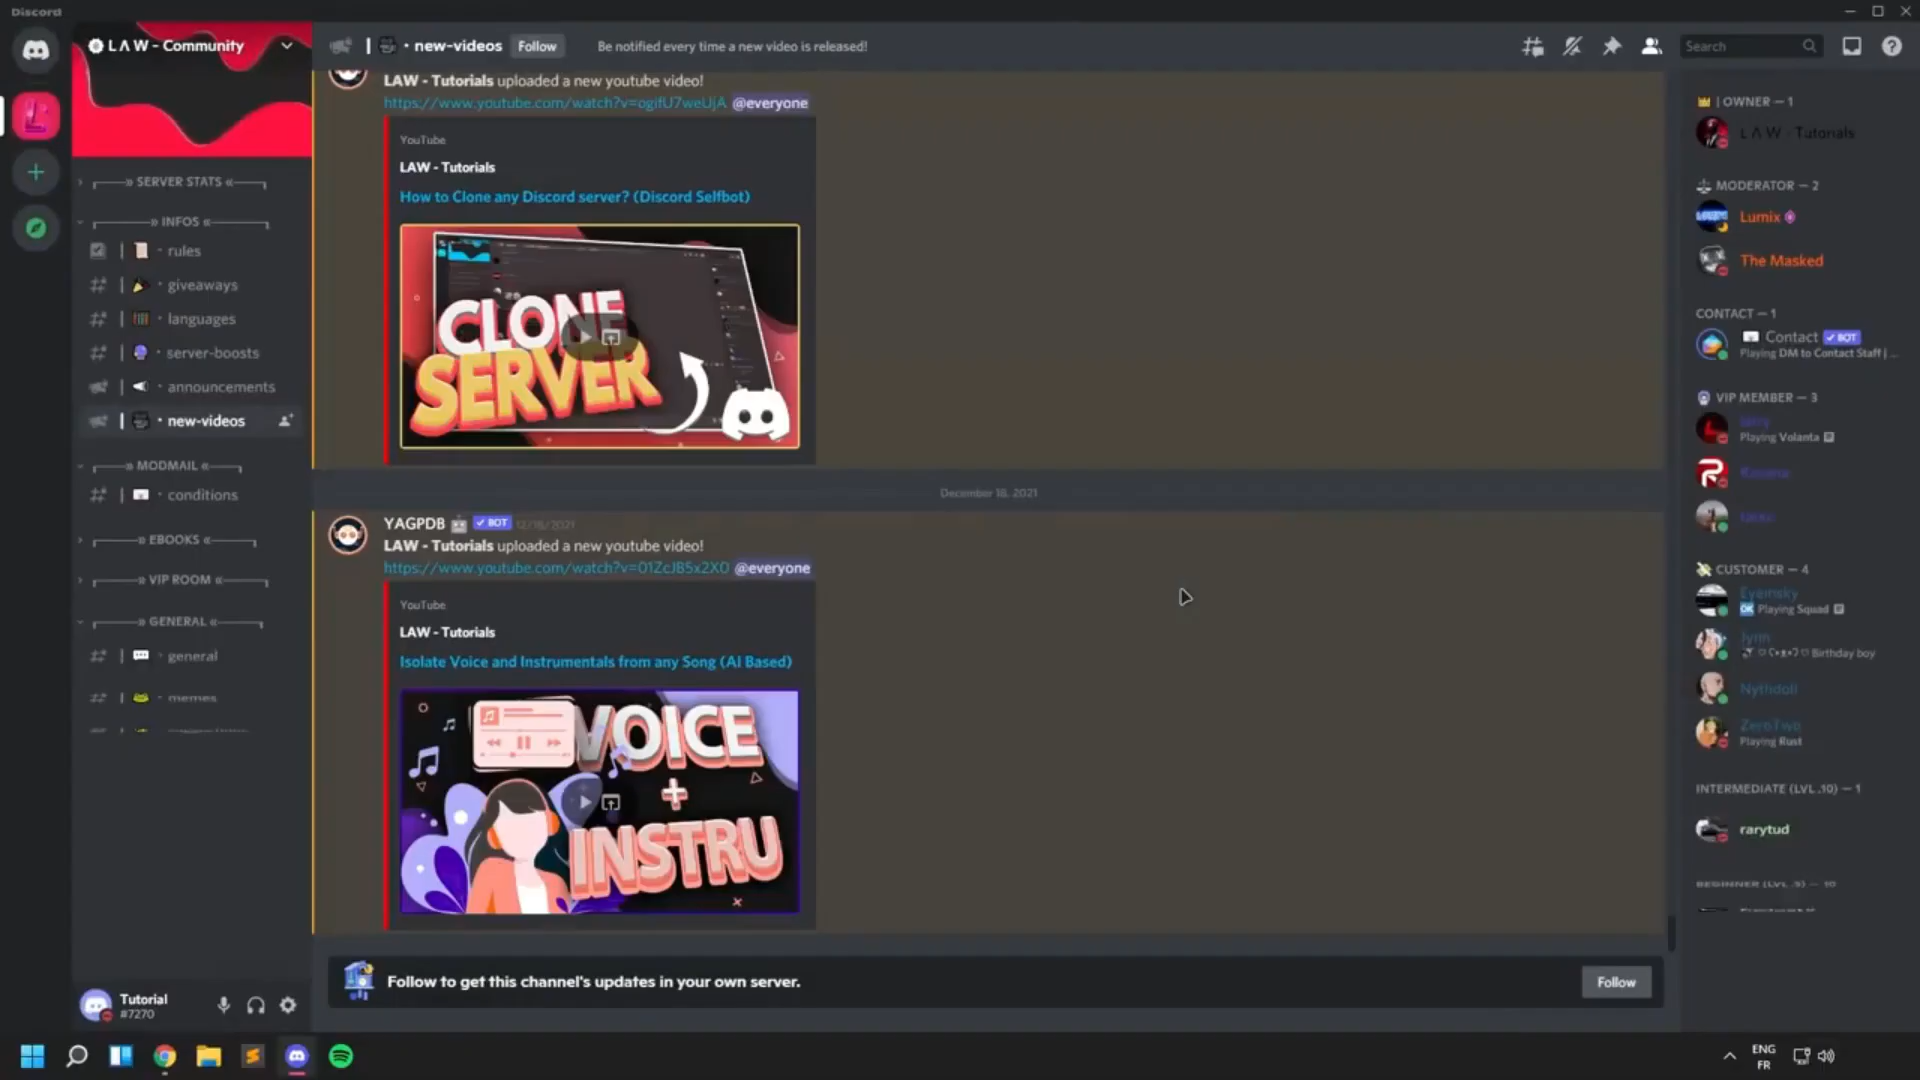 Discord
L Λ W - Community
new-videos
Follow
Be notified every time a new video is released!
Search
» SERVER STATS «
» INFOS «
rules
giveaways
languages
server-boosts
announcements
new-videos
» MODMAIL «
conditions
» EBOOKS «
» VIP ROOM «
» GENERAL «
general
memes
Tutorial
#7270
LAW - Tutorials uploaded a new youtube video!
https://www.youtube.com/watch?v=ogifU7weUjA @everyone
YouTube
LAW - Tutorials
How to Clone any Discord server? (Discord Selfbot)
CLONE
SERVER
December 18, 2021
YAGPDB BOT 12/18/2021
LAW - Tutorials uploaded a new youtube video!
https://www.youtube.com/watch?v=01ZcJB5x2X0 @everyone
YouTube
LAW - Tutorials
Isolate Voice and Instrumentals from any Song (AI Based)
VOICE
+
INSTRU
Follow to get this channel's updates in your own server.
Follow
| OWNER — 1
L Λ W - Tutorials
MODERATOR — 2
Lumix
The Masked
CONTACT — 1
Contact BOT
Playing DM to Contact Staff | ...
VIP MEMBER — 3
Playing Volanta
CUSTOMER — 4
Eyeinsky
OK Playing Squad
Jyrm
Birthday boy
Nythdoll
ZeroTwo
Playing Rust
INTERMEDIATE (LVL.10) — 1
rarytud
BEGINNER (LVL.5) — 10
ENG
FR